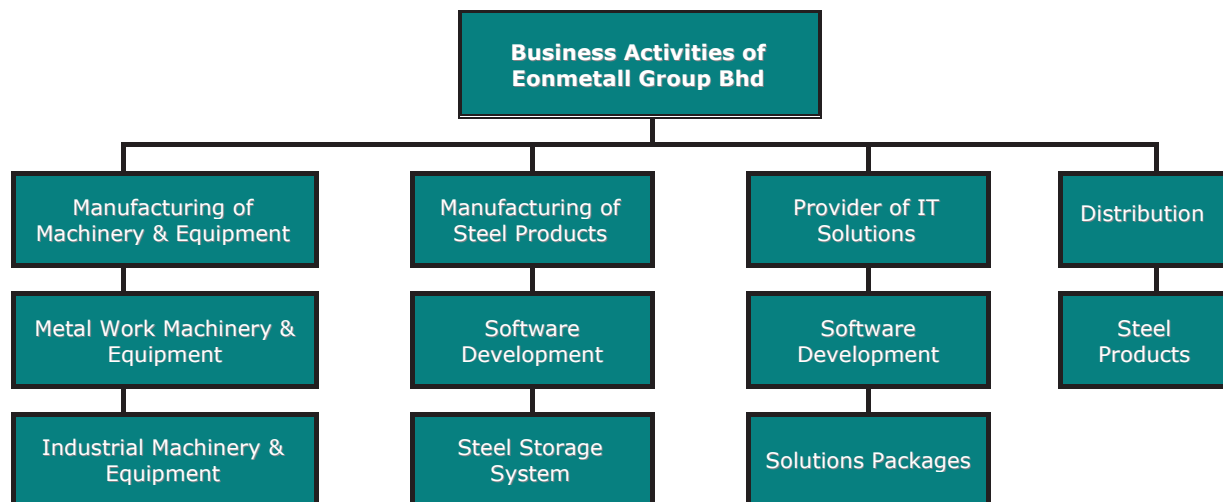 Business Activities of
Eonmetall Group Bhd
Manufacturing of
Machinery & Equipment
Manufacturing of
Steel Products
Provider of IT
Solutions
Distribution
Metal Work Machinery &
Equipment
Software
Development
Software
Development
Steel
Products
Industrial Machinery &
Equipment
Steel Storage
System
Solutions Packages